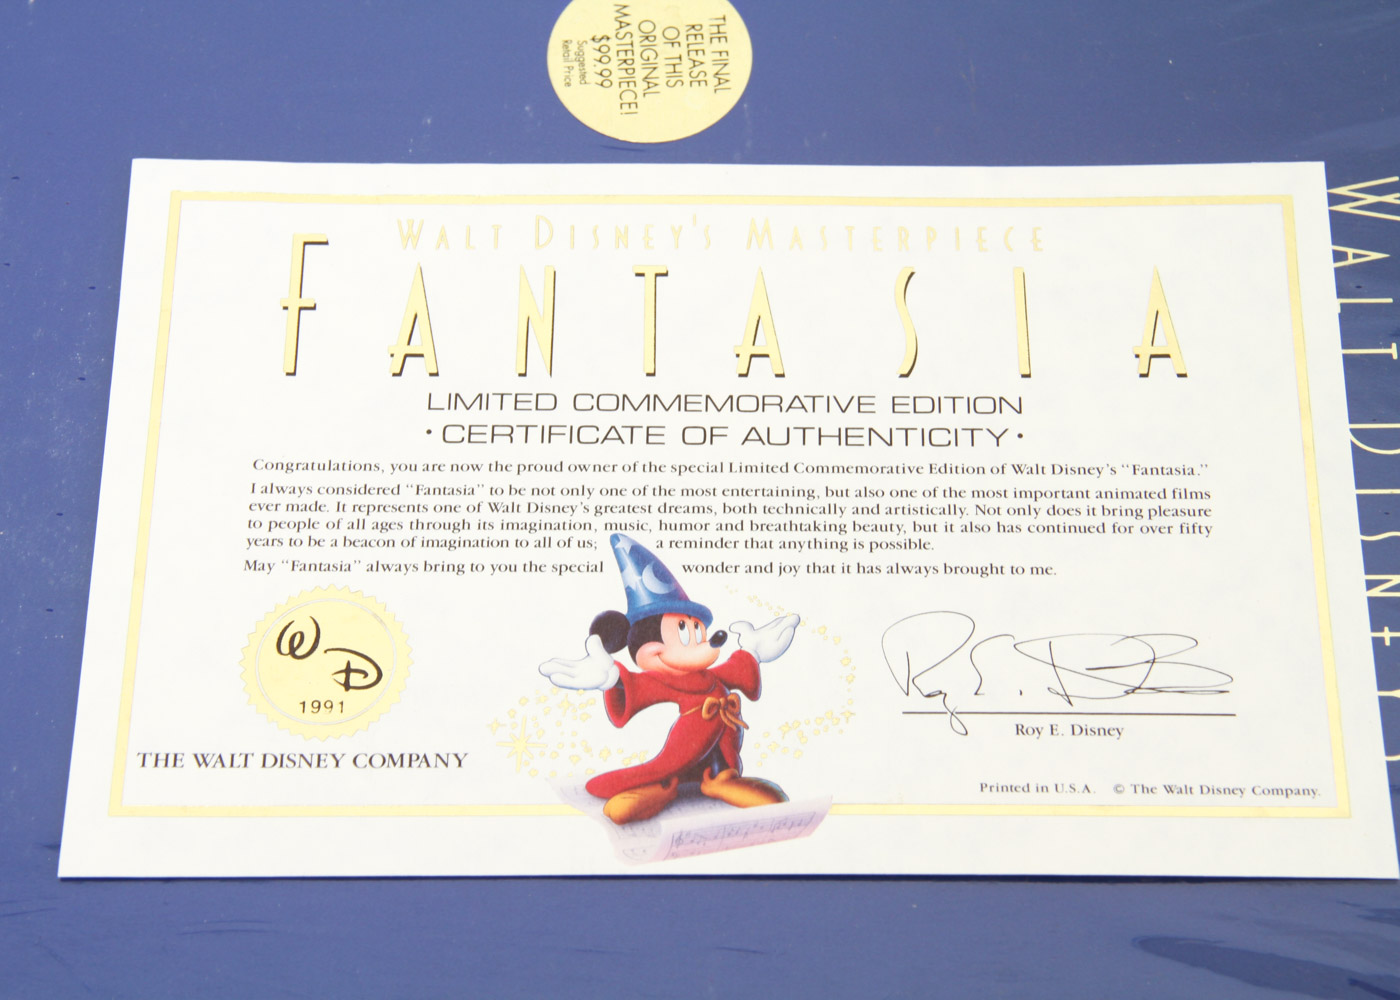 THE FINAL
RELEASE
OF THIS
ORIGINAL
MASTERPIECE!
$99.99
Suggested
Retail Price
WALT DISNEY'S MASTERPIECE
FANTASIA
LIMITED COMMEMORATIVE EDITION
• CERTIFICATE OF AUTHENTICITY •
Congratulations, you are now the proud owner of the special Limited Commemorative Edition of Walt Disney's "Fantasia."
I always considered "Fantasia" to be not only one of the most entertaining, but also one of the most important animated films
ever made. It represents one of Walt Disney's greatest dreams, both technically and artistically. Not only does it bring pleasure
to people of all ages through its imagination, music, humor and breathtaking beauty, but it also has continued for over fifty
years to be a beacon of imagination to all of us; a reminder that anything is possible.
May "Fantasia" always bring to you the special wonder and joy that it has always brought to me.
WD
1991
THE WALT DISNEY COMPANY
Roy E. Disney
Roy E. Disney
Printed in U.S.A. © The Walt Disney Company.
WALT DISNEY'